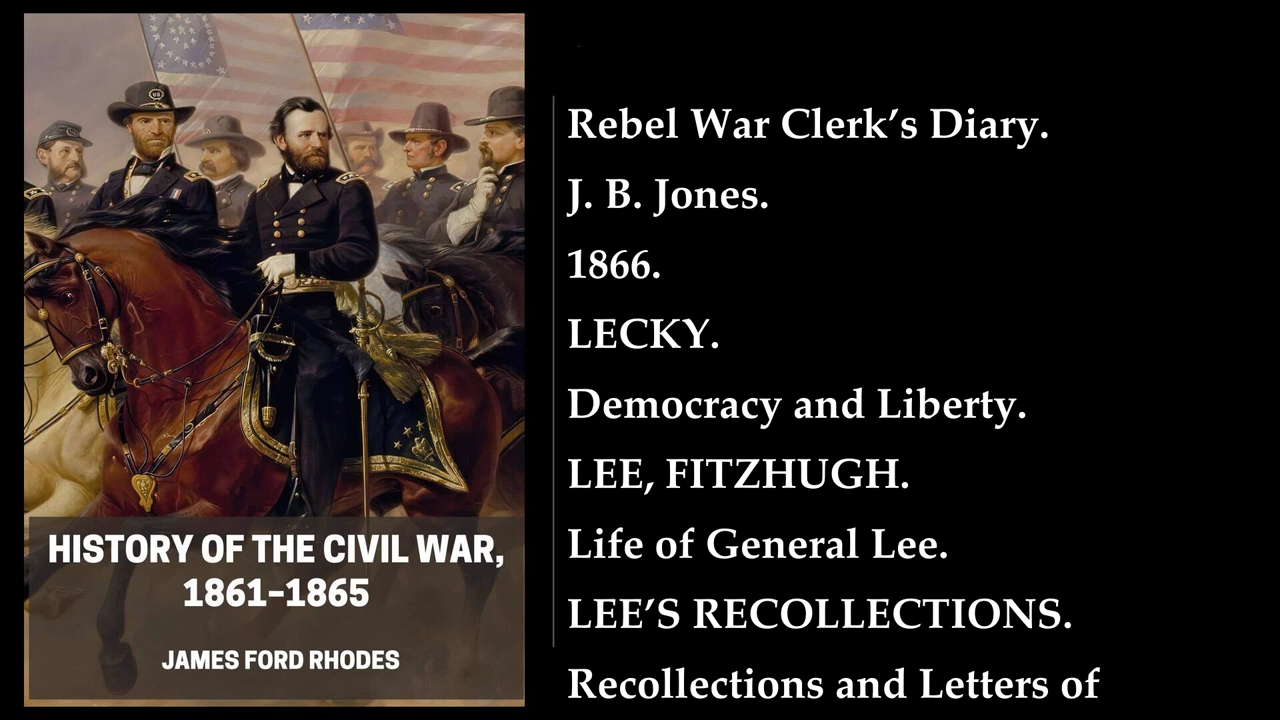 HISTORY OF THE CIVIL WAR,
1861–1865
JAMES FORD RHODES
Rebel War Clerk’s Diary.
J. B. Jones.
1866.
LECKY.
Democracy and Liberty.
LEE, FITZHUGH.
Life of General Lee.
LEE’S RECOLLECTIONS.
Recollections and Letters of